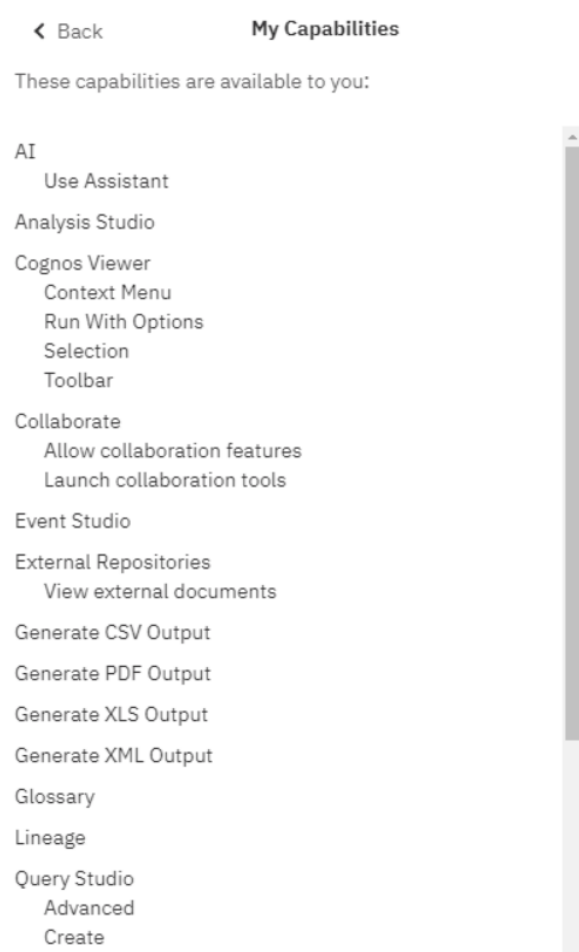 Back
My Capabilities
These capabilities are available to you:
AI
Use Assistant
Analysis Studio
Cognos Viewer
Context Menu
Run With Options
Selection
Toolbar
Collaborate
Allow collaboration features
Launch collaboration tools
Event Studio
External Repositories
View external documents
Generate CSV Output
Generate PDF Output
Generate XLS Output
Generate XML Output
Glossary
Lineage
Query Studio
Advanced
Create